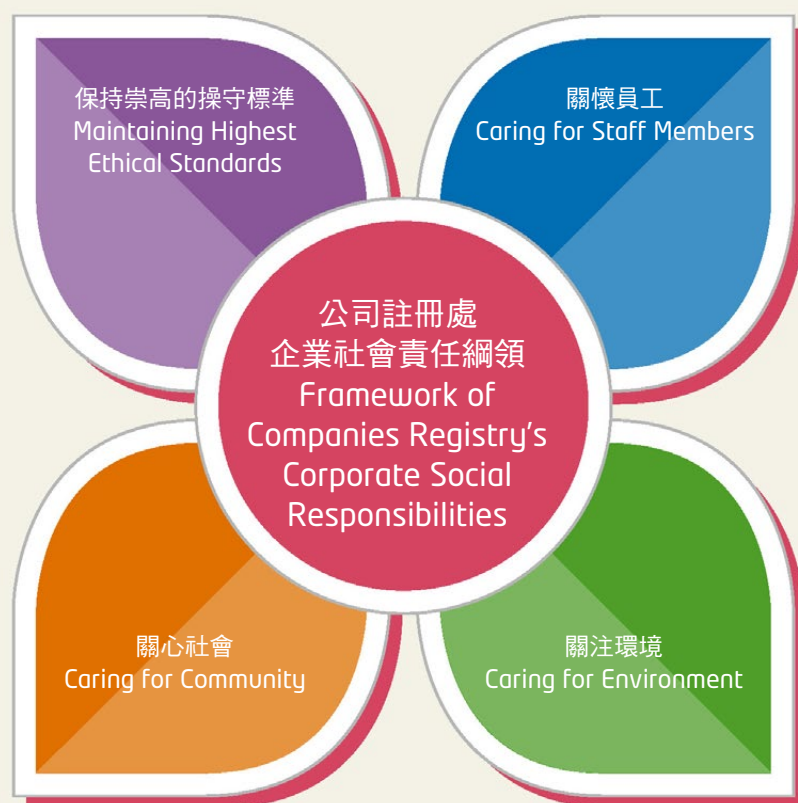 保持崇高的操守標準
Maintaining Highest
Ethical Standards
關懷員工
Caring for Staff Members
公司註冊處
企業社會責任綱領
Framework of
Companies Registry's
Corporate Social
Responsibilities
關心社會
Caring for Community
關注環境
Caring for Environment